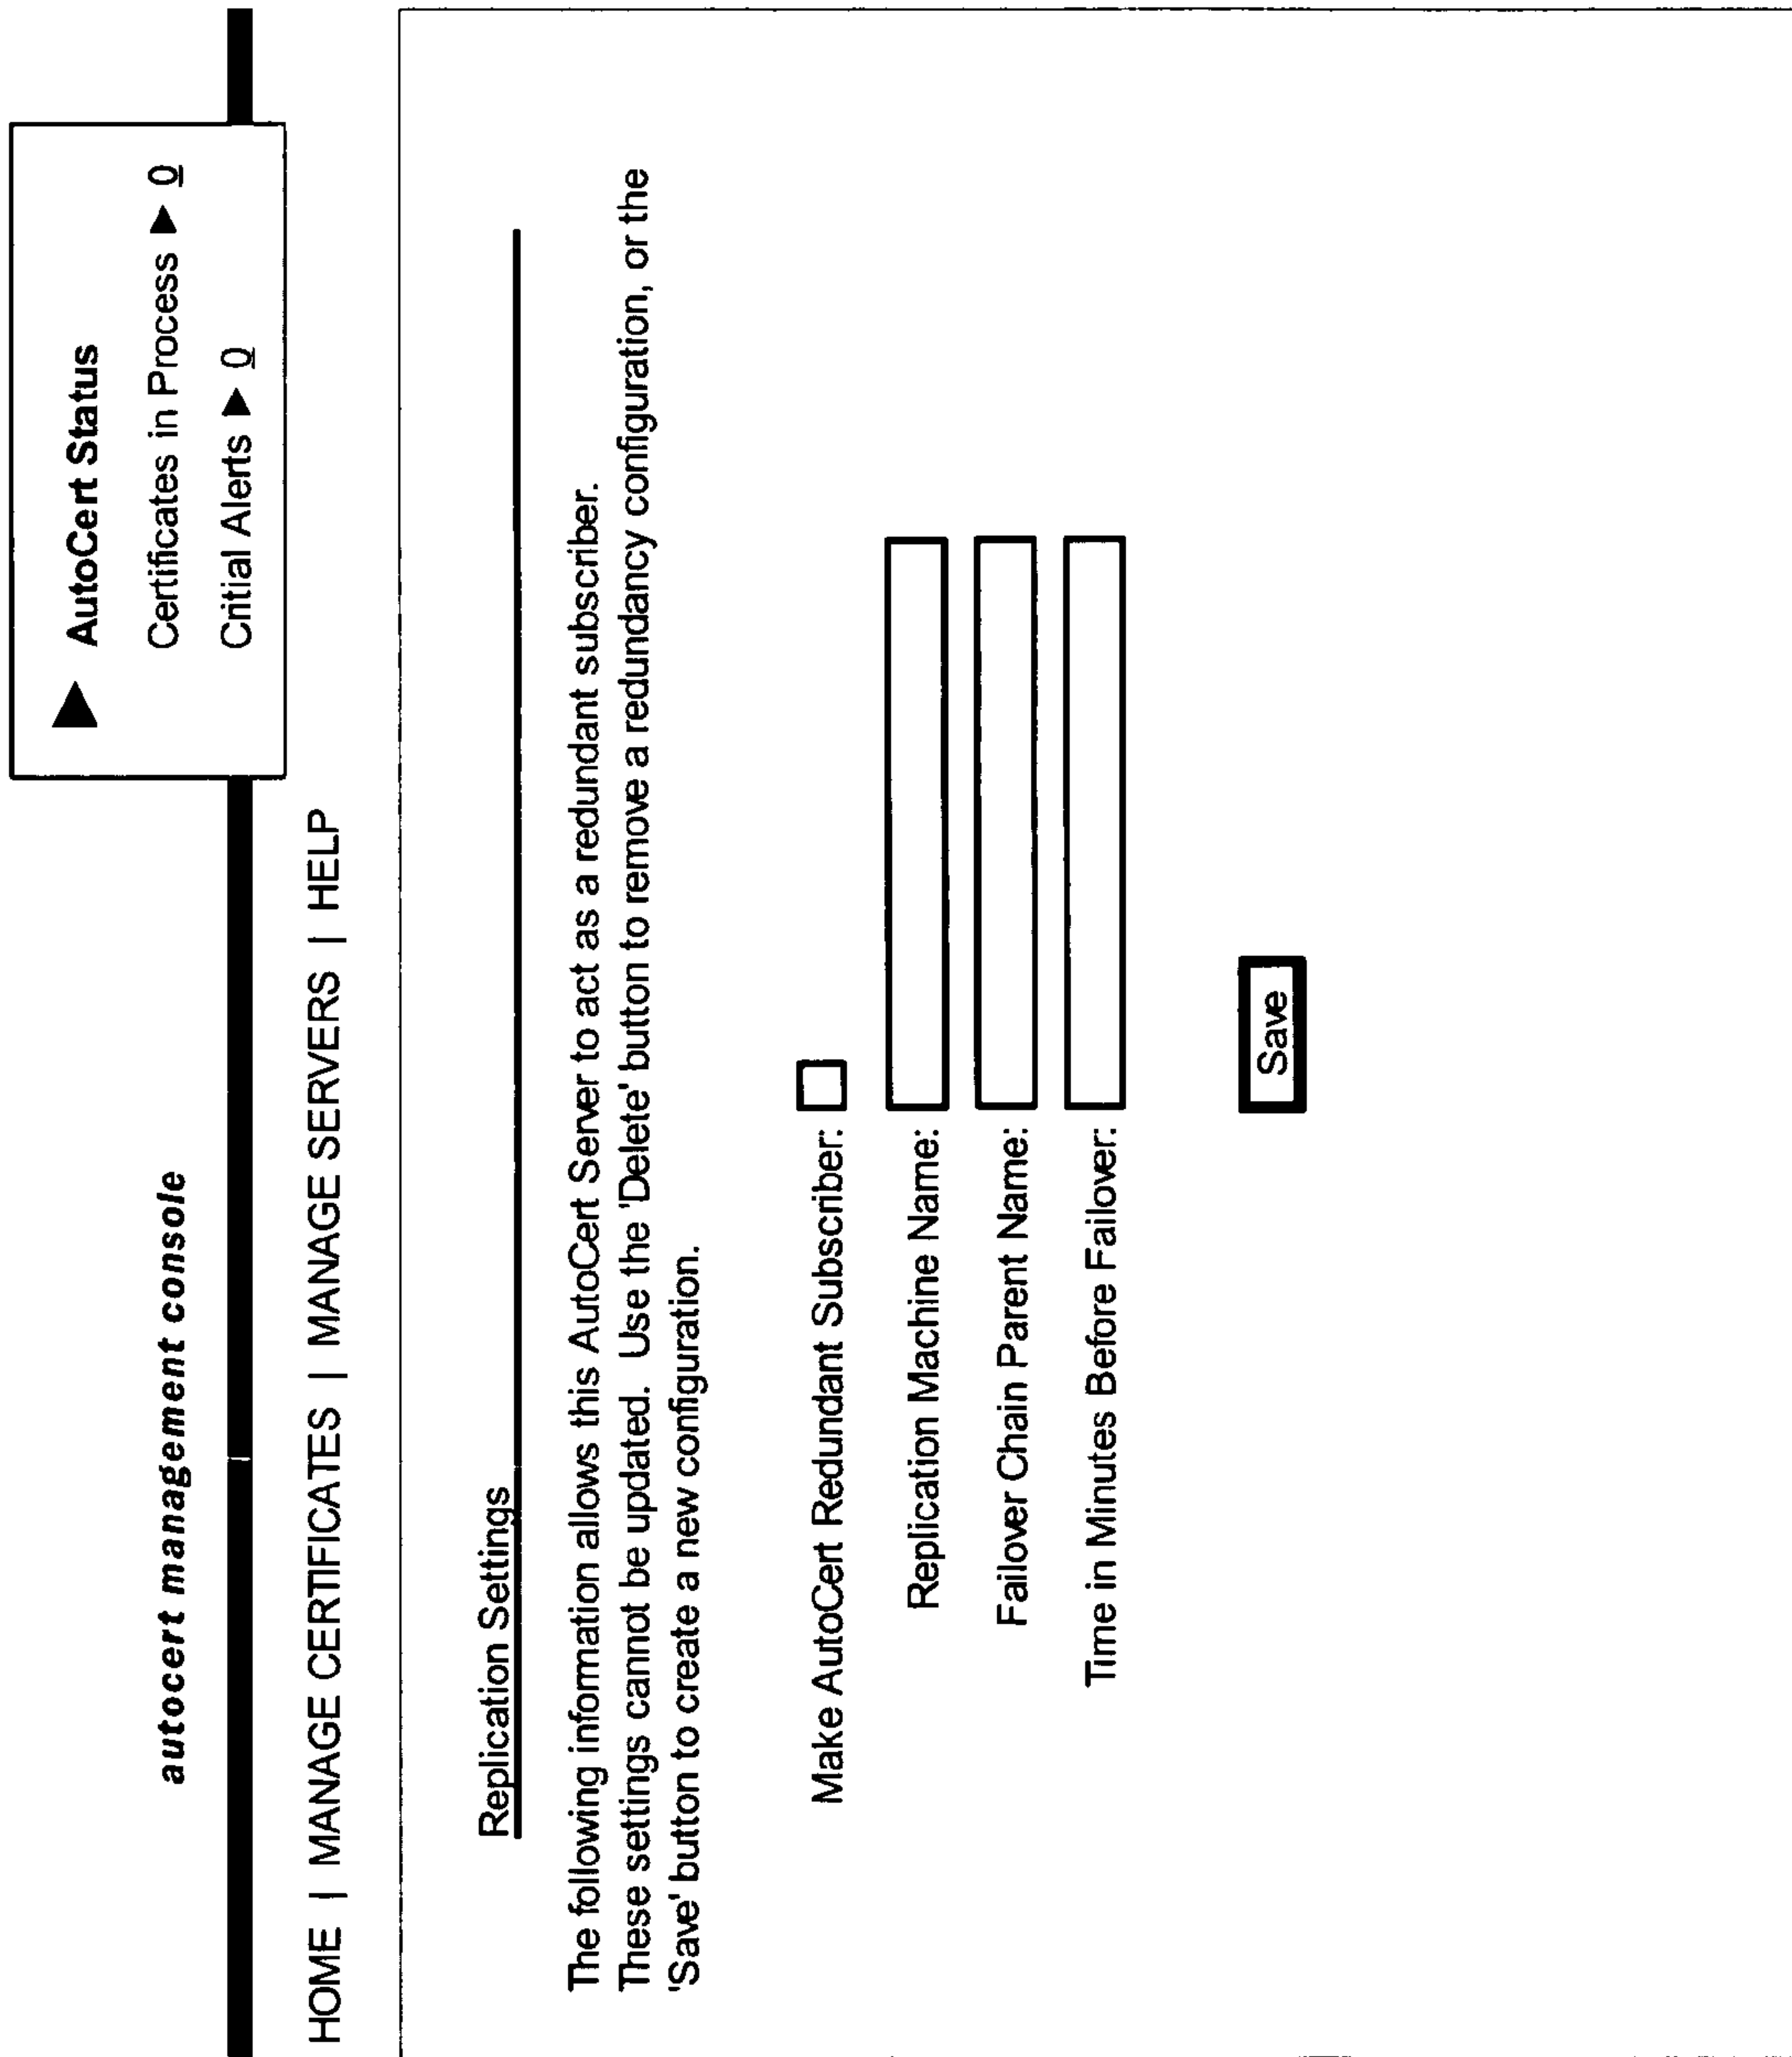 autocert management console
AutoCert Status
Certificates in Process ▶ 0
Critial Alerts ▶ 0
HOME | MANAGE CERTIFICATES | MANAGE SERVERS | HELP
Replication Settings
The following information allows this AutoCert Server to act as a redundant subscriber.
These settings cannot be updated. Use the 'Delete' button to remove a redundancy configuration, or the
'Save' button to create a new configuration.
Make AutoCert Redundant Subscriber:
Replication Machine Name:
Failover Chain Parent Name:
Time in Minutes Before Failover:
Save